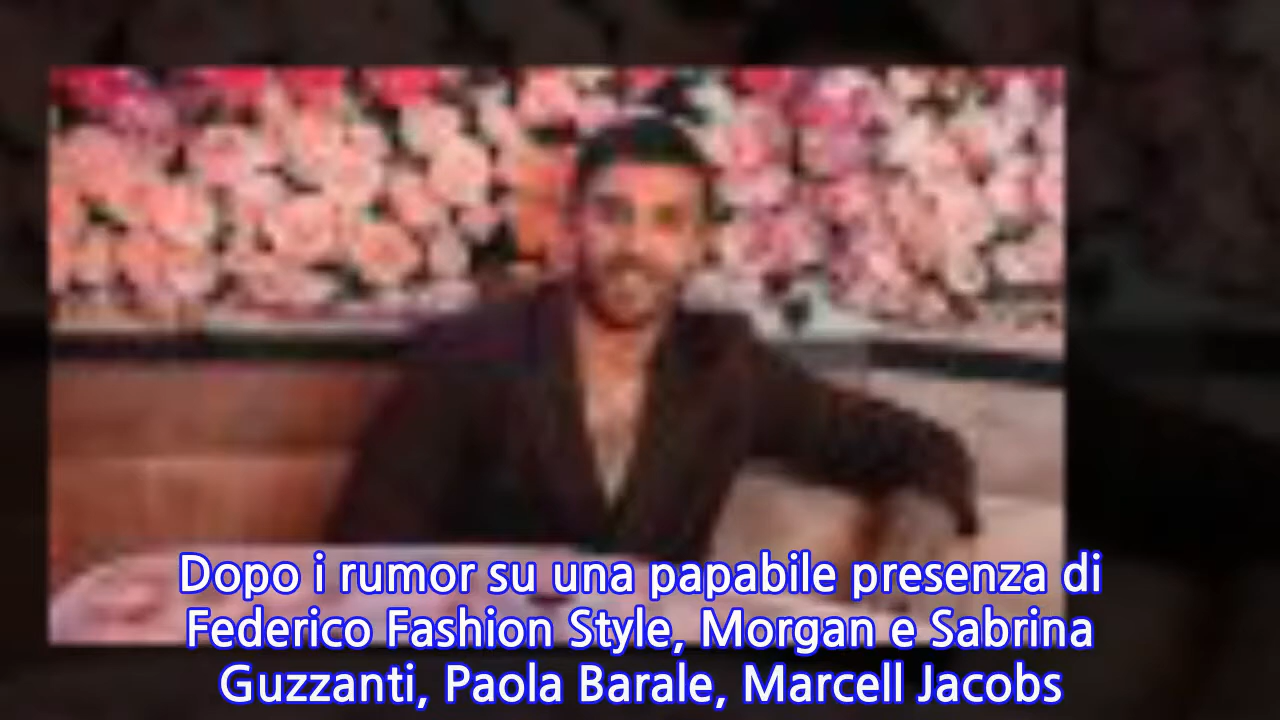 Dopo i rumor su una papabile presenza di
Federico Fashion Style, Morgan e Sabrina
Guzzanti, Paola Barale, Marcell Jacobs